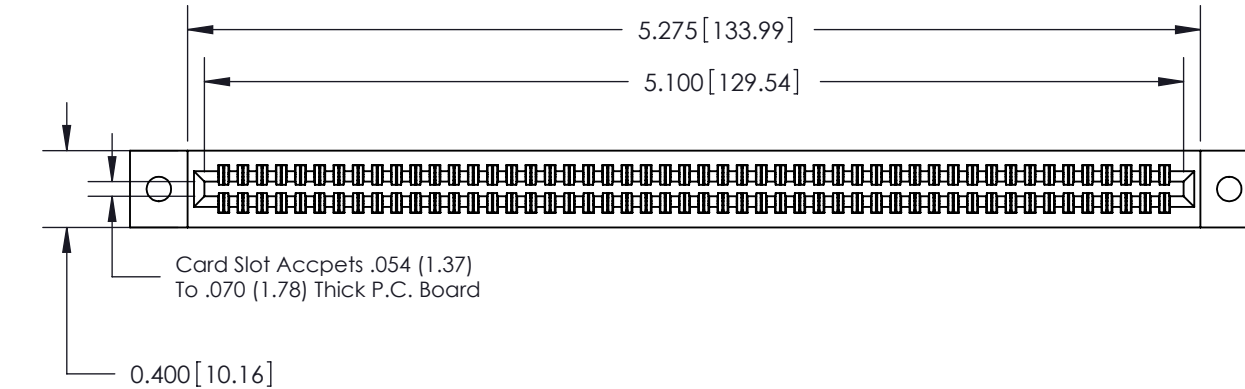 5.275[133.99]
5.100[129.54]
Card Slot Accpets .054 (1.37)
To .070 (1.78) Thick P.C. Board
0.400[10.16]